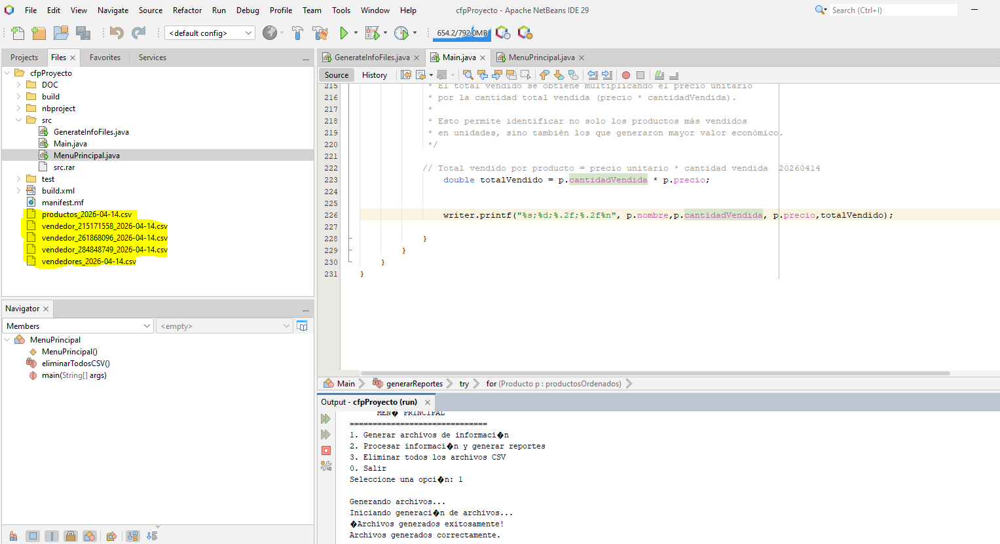 File Edit View Navigate Source Refactor Run Debug Profile Team Tools Window Help
cfpProyecto - Apache NetBeans IDE 29
Search (Ctrl+I)
<default config>
654.2/792.0MB
Projects Files Favorites Services
cfpProyecto
DOC
build
nbproject
src
GenerateInfoFiles.java
Main.java
MenuPrincipal.java
src.rar
test
build.xml
manifest.mf
productos_2026-04-14.csv
vendedor_215171558_2026-04-14.csv
vendedor_261868096_2026-04-14.csv
vendedor_284848749_2026-04-14.csv
vendedores_2026-04-14.csv
Navigator
Members
<empty>
MenuPrincipal
MenuPrincipal()
eliminarTodosCSV()
main(String[] args)
GenerateInfoFiles.java Main.java MenuPrincipal.java
Source History
215 * El total vendido se obtiene multiplicando el precio unitario
216 * por la cantidad total vendida (precio * cantidadVendida).
217 *
218 * Esto permite identificar no solo los productos más vendidos
219 * en unidades, sino también los que generaron mayor valor económico.
220 */
221
222 // Total vendido por producto = precio unitario * cantidad vendida 20260414
223 double totalVendido = p.cantidadVendida * p.precio;
224
225
226 writer.printf("%s;%d;%.2f;%.2f%n", p.nombre,p.cantidadVendida, p.precio,totalVendido);
227
228 }
229 }
230 }
231 }
Main generarReportes try for (Producto p : productosOrdenados)
Output - cfpProyecto (run)
MEN� PRINCIPAL
==============================
1. Generar archivos de informaci�n
2. Procesar informaci�n y generar reportes
3. Eliminar todos los archivos CSV
0. Salir
Seleccione una opci�n: 1
Generando archivos...
Iniciando generaci�n de archivos...
�Archivos generados exitosamente!
Archivos generados correctamente.